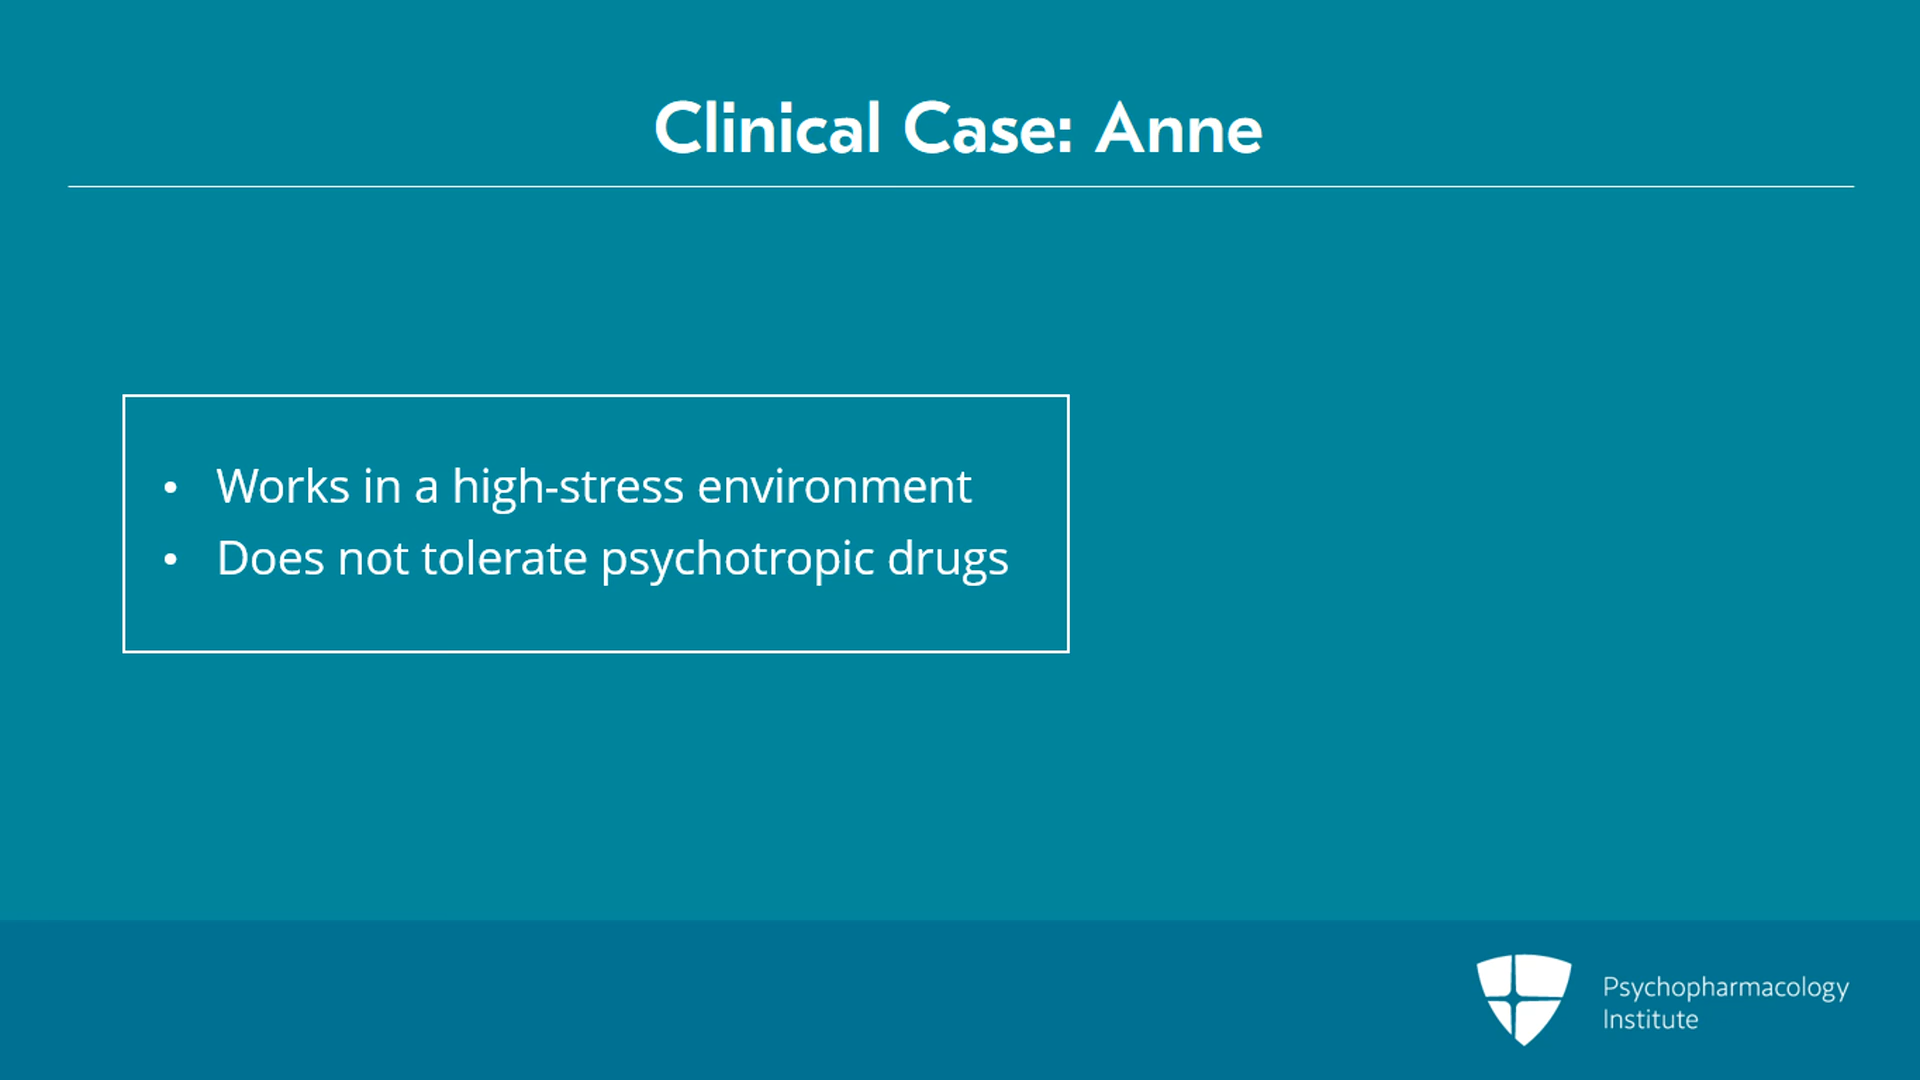 Clinical Case: Anne
• Works in a high-stress environment
• Does not tolerate psychotropic drugs
Psychopharmacology
Institute